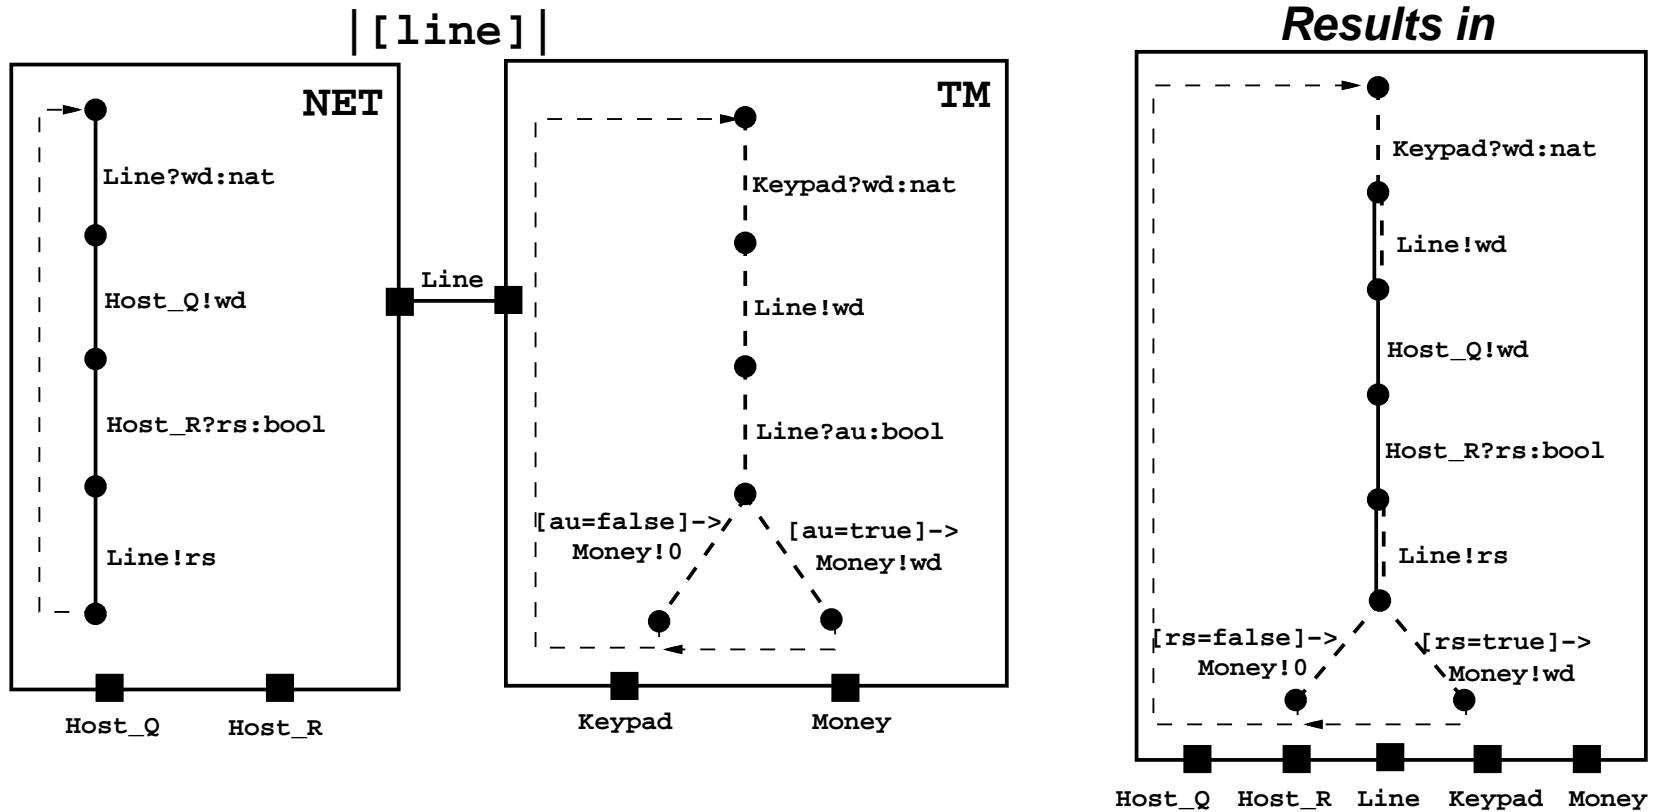 |[line]|
NET
Line?wd:nat
Host_Q!wd
Host_R?rs:bool
Line!rs
Host_Q
Host_R
Line
TM
Keypad?wd:nat
Line!wd
Line?au:bool
[au=false]->
Money!0
[au=true]->
Money!wd
Keypad
Money
Results in
Keypad?wd:nat
Line!wd
Host_Q!wd
Host_R?rs:bool
Line!rs
[rs=false]->
Money!0
[rs=true]->
Money!wd
Host_Q
Host_R
Line
Keypad
Money